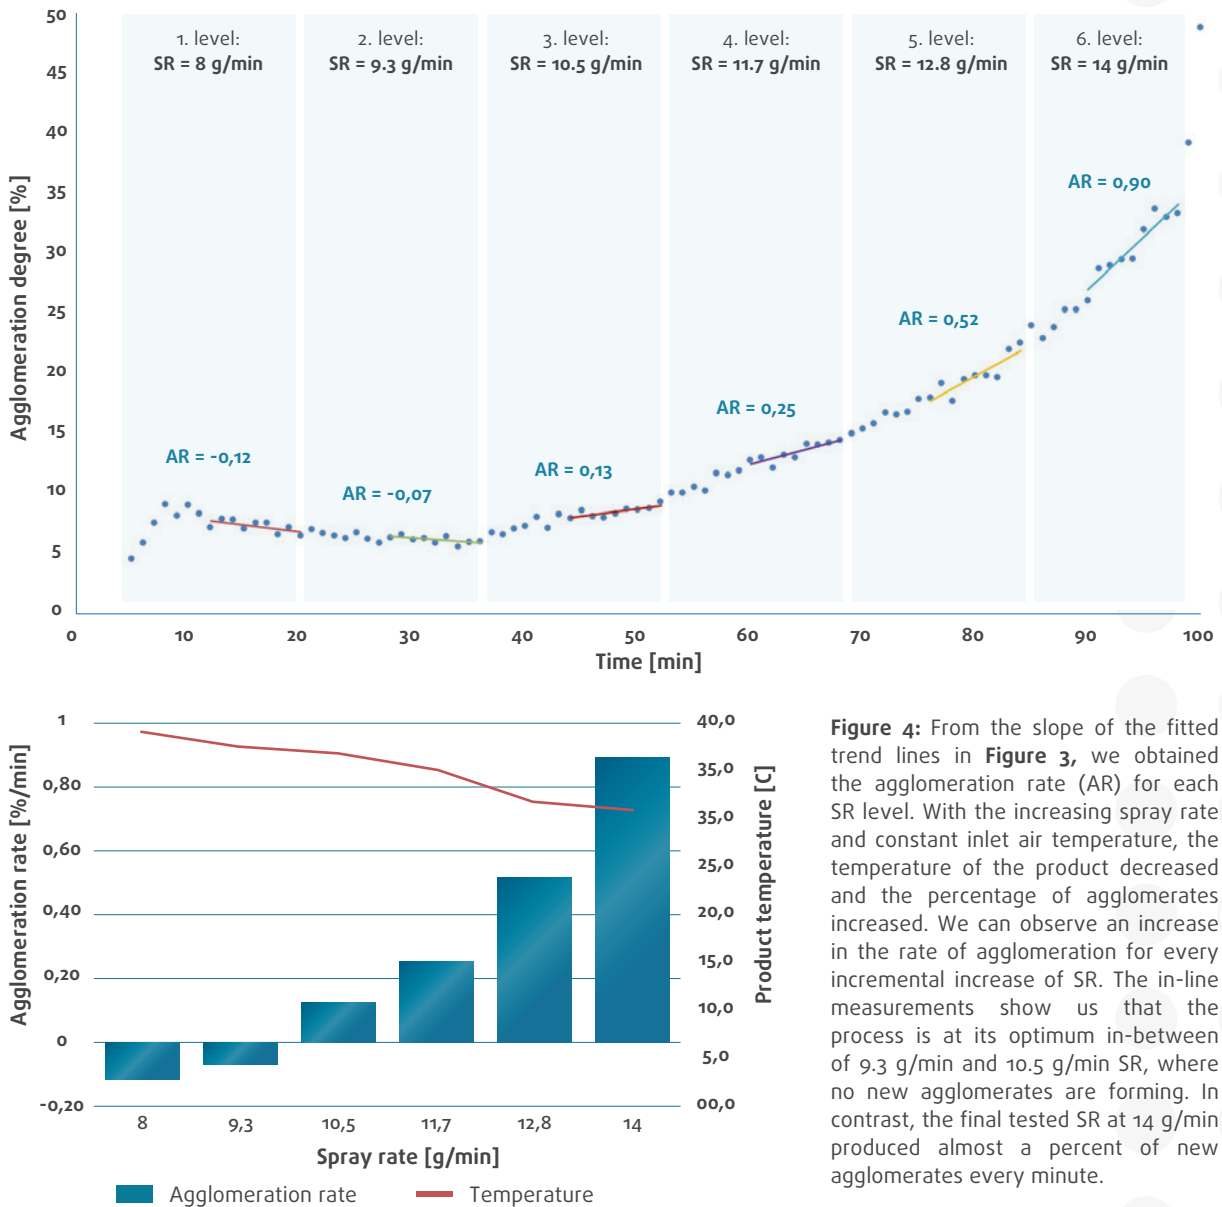 50
45
40
35
30
25
20
15
10
5
0
Agglomeration degree [%]
1. level:
SR = 8 g/min
2. level:
SR = 9.3 g/min
3. level:
SR = 10.5 g/min
4. level:
SR = 11.7 g/min
5. level:
SR = 12.8 g/min
6. level:
SR = 14 g/min
AR = -0,12
AR = -0,07
AR = 0,13
AR = 0,25
AR = 0,52
AR = 0,90
0 10 20 30 40 50 60 70 80 90 100
Time [min]
1
0,80
0,60
0,40
0,20
0
-0,20
Agglomeration rate [%/min]
40,0
35,0
35,0
25,0
20,0
15,0
10,0
5,0
00,0
Product temperature [C]
8 9,3 10,5 11,7 12,8 14
Spray rate [g/min]
Agglomeration rate
Temperature
Figure 4: From the slope of the fitted
trend lines in Figure 3, we obtained
the agglomeration rate (AR) for each
SR level. With the increasing spray rate
and constant inlet air temperature, the
temperature of the product decreased
and the percentage of agglomerates
increased. We can observe an increase
in the rate of agglomeration for every
incremental increase of SR. The in-line
measurements show us that the
process is at its optimum in-between
of 9.3 g/min and 10.5 g/min SR, where
no new agglomerates are forming. In
contrast, the final tested SR at 14 g/min
produced almost a percent of new
agglomerates every minute.